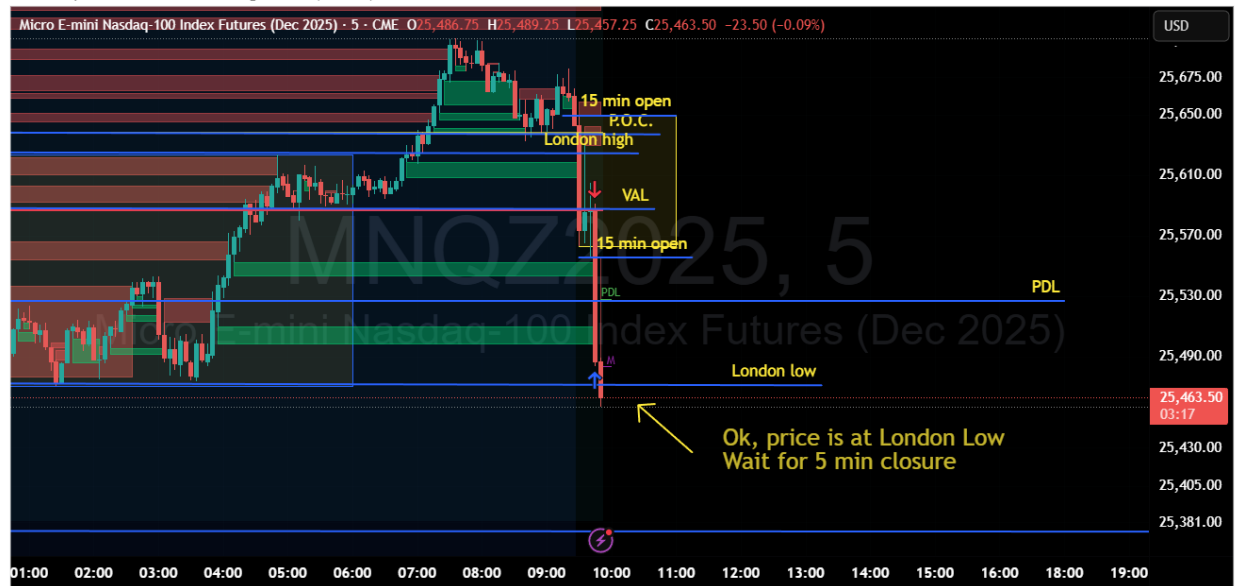 Micro E-mini Nasdaq-100 Index Futures (Dec 2025) · 5 · CME O25,486.75 H25,489.25 L25,457.25 C25,463.50 −23.50 (−0.09%)
USD
25,675.00
15 min open
25,650.00
P.O.C.
London high
25,610.00
VAL
MNQZ2025, 5
25,570.00
15 min open
PDL
PDL
25,530.00
Micro E-mini Nasdaq-100 Index Futures (Dec 2025)
25,490.00
M
London low
25,463.50
03:17
Ok, price is at London Low
Wait for 5 min closure
25,430.00
25,405.00
25,381.00
01:00 02:00 03:00 04:00 05:00 06:00 07:00 08:00 09:00 10:00 11:00 12:00 13:00 14:00 15:00 16:00 17:00 18:00 19:00